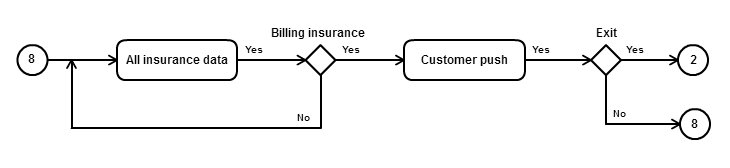 Billing insurance
Exit
Yes
Yes
Yes
Yes
8
All insurance data
Customer push
2
No
No
8